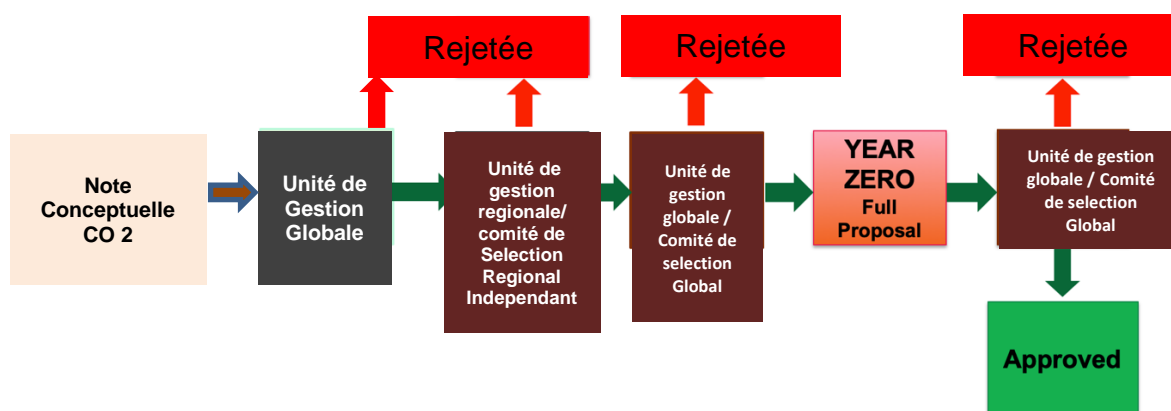 Rejetée
Rejetée
Rejetée
Note
Conceptuelle
CO 2
Unité de
Gestion
Globale
Unité de
gestion
regionale/
comité de
Selection
Regional
Independant
Unité de
gestion
globale /
Comité de
selection
Global
YEAR
ZERO
Full
Proposal
Unité de gestion
globale / Comité
de selection
Global
Approved